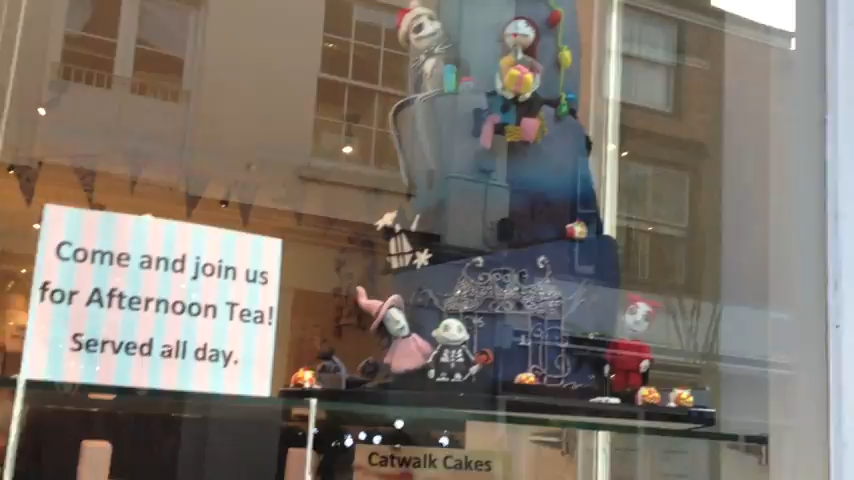 Come and join us
for Afternoon Tea!
Served all day.
Catwalk Cakes